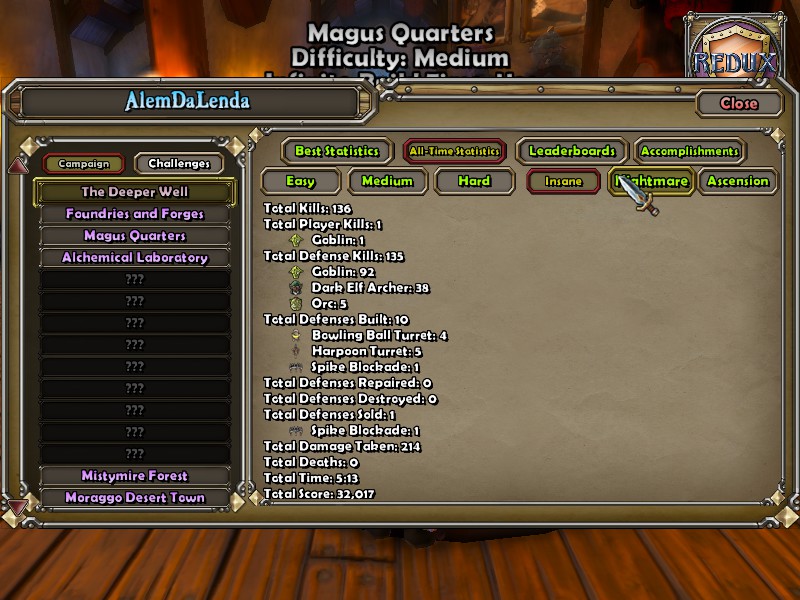 Magus Quarters
Difficulty: Medium
REDUX
AlemDaLenda
Close
Campaign
Challenges
The Deeper Well
Foundries and Forges
Magus Quarters
Alchemical Laboratory
???
???
???
???
???
???
???
???
???
Mistymire Forest
Moraggo Desert Town
Best Statistics
All-Time Statistics
Leaderboards
Accomplishments
Easy
Medium
Hard
Insane
Nightmare
Ascension
Total Kills: 136
Total Player Kills: 1
Goblin: 1
Total Defense Kills: 135
Goblin: 92
Dark Elf Archer: 38
Orc: 5
Total Defenses Built: 10
Bowling Ball Turret: 4
Harpoon Turret: 5
Spike Blockade: 1
Total Defenses Repaired: 0
Total Defenses Destroyed: 0
Total Defenses Sold: 1
Spike Blockade: 1
Total Damage Taken: 214
Total Deaths: 0
Total Time: 5:13
Total Score: 32,017